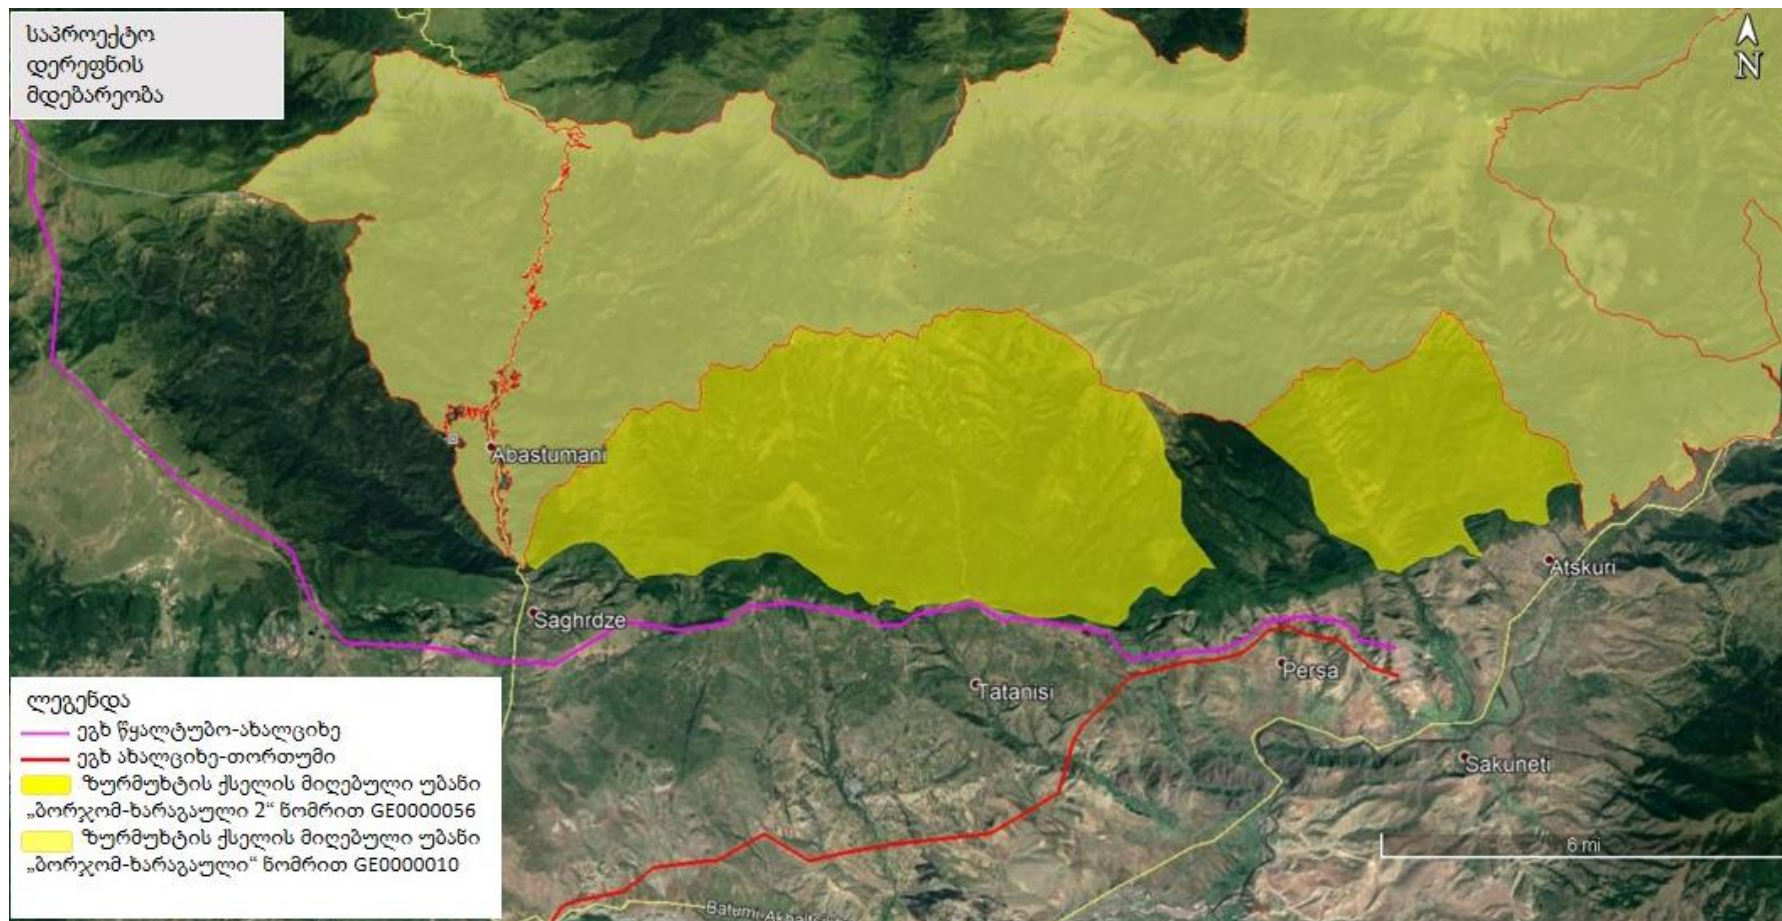 საპროექტო
დერეფნის
მდებარეობა
N
Abastumani
Saghrdze
Atskuri
Persa
Tatanisi
Sakuneti
6 mi
ლეგენდა
ეგხ წყალტუბო-ახალციხე
ეგხ ახალციხე-თორთუმი
ზურმუხტის ქსელის მიღებული უბანი
„ბორჯომ-ხარაგაული 2“ ნომრით GE0000056
ზურმუხტის ქსელის მიღებული უბანი
„ბორჯომ-ხარაგაული“ ნომრით GE0000010
Batumi